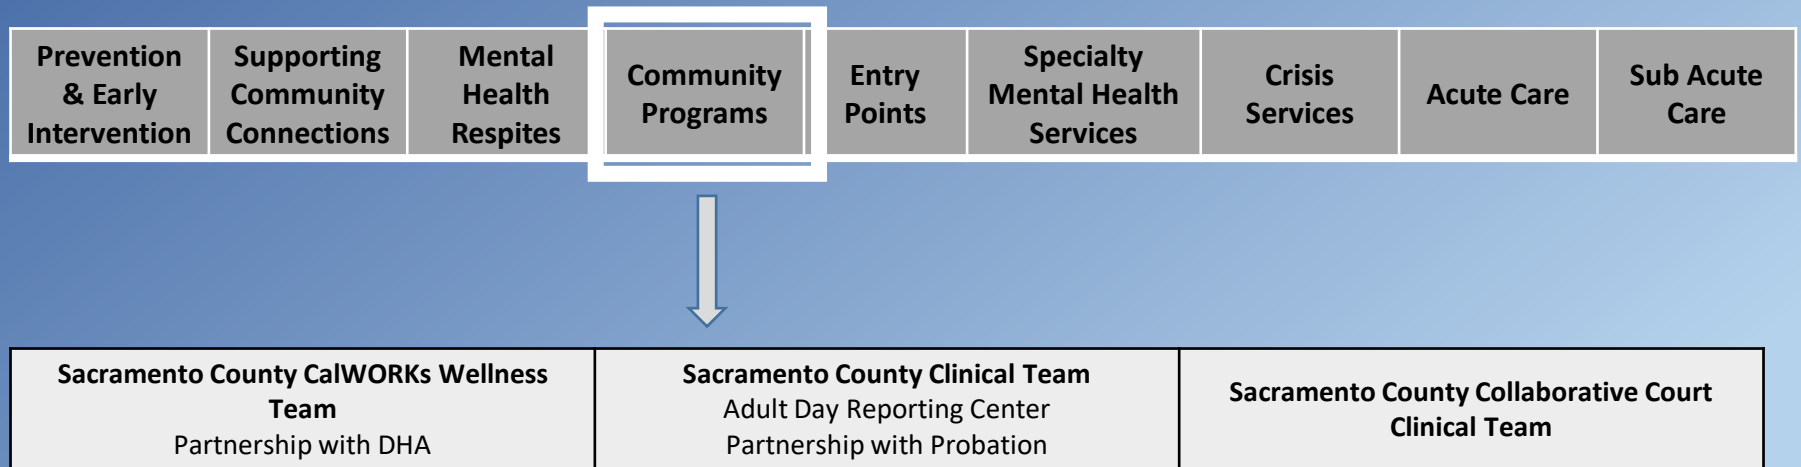 Prevention
& Early
Intervention
Supporting
Community
Connections
Mental
Health
Respites
Community
Programs
Entry
Points
Specialty
Mental Health
Services
Crisis
Services
Acute Care
Sub Acute
Care
Sacramento County CalWORKs Wellness
Team
Partnership with DHA
Sacramento County Clinical Team
Adult Day Reporting Center
Partnership with Probation
Sacramento County Collaborative Court
Clinical Team